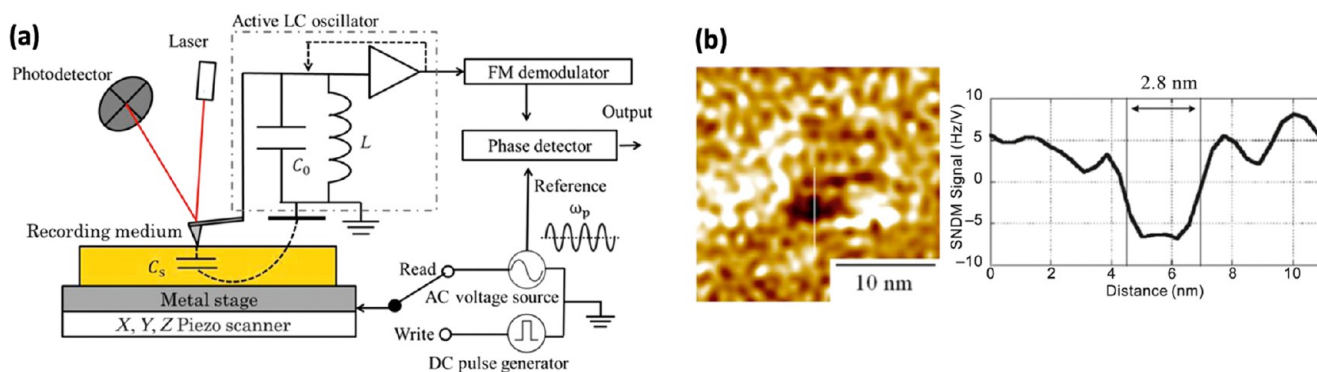 (a)
Active LC oscillator
Laser
Photodetector
FM demodulator
Output
C₀
L
Phase detector
Reference
ωₚ
Recording medium
Cₛ
Read
Metal stage
AC voltage source
X, Y, Z Piezo scanner
Write
DC pulse generator
(b)
10 nm
2.8 nm
SNDM Signal (Hz/V)
10
5
0
−5
−10
0 2 4 6 8 10
Distance (nm)